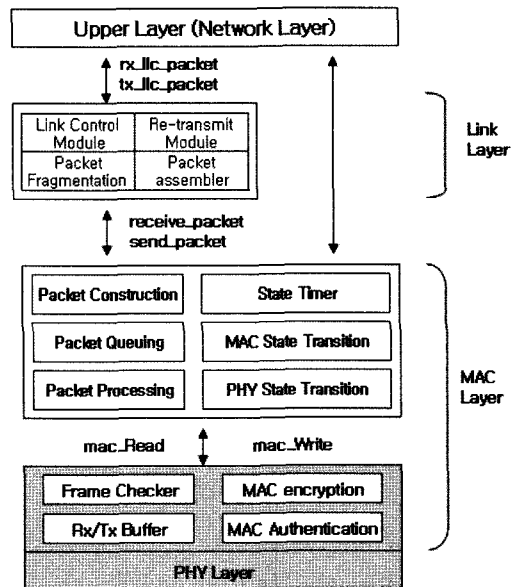 Upper Layer (Network Layer)
rx_llc_packet
tx_llc_packet
Link Control
Module
Re-transmit
Module
Packet
Fragmentation
Packet
assembler
Link
Layer
receive_packet
send_packet
Packet Construction
State Timer
Packet Queuing
MAC State Transition
Packet Processing
PHY State Transition
MAC
Layer
mac_Read
mac_Write
Frame Checker
MAC encryption
Rx/Tx Buffer
MAC Authentication
PHY Layer